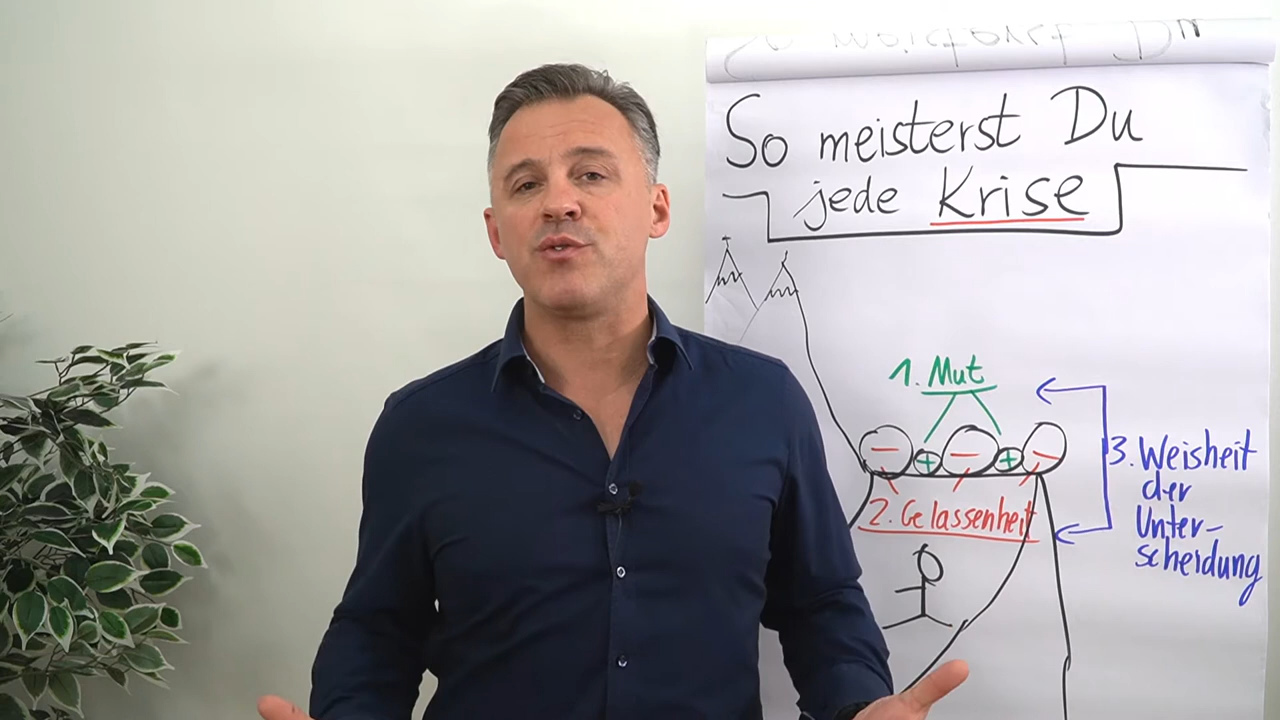 So meisterst Du
jede Krise
1. Mut
2. Gelassenheit
3. Weisheit
der
Unter-
scheidung